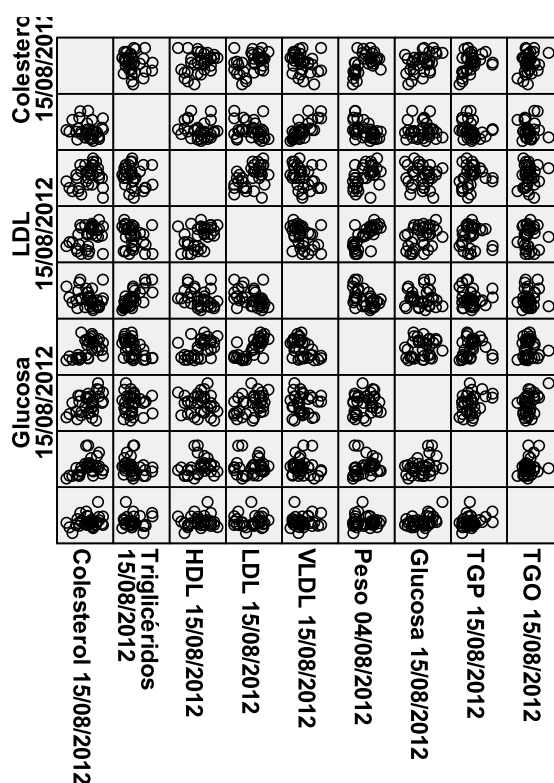 Colestero
15/08/2012
LDL
15/08/2012
Glucosa
15/08/2012
Colesterol 15/08/2012
Triglicéridos
15/08/2012
HDL 15/08/2012
LDL 15/08/2012
VLDL 15/08/2012
Peso 04/08/2012
Glucosa 15/08/2012
TGP 15/08/2012
TGO 15/08/2012